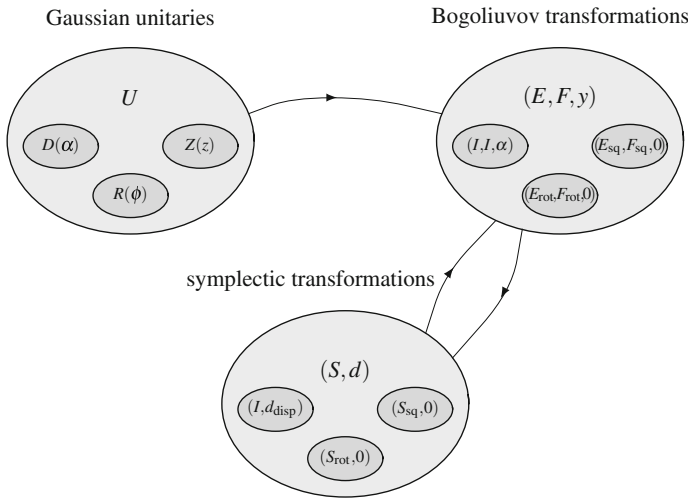 Gaussian unitaries
Bogoliuvov transformations
U
(E, F, y)
D(α)
Z(z)
(I,I,α)
(E_sq,F_sq,0)
R(ϕ)
(E_rot,F_rot,0)
symplectic transformations
(S,d)
(I,d_disp)
(S_sq,0)
(S_rot,0)